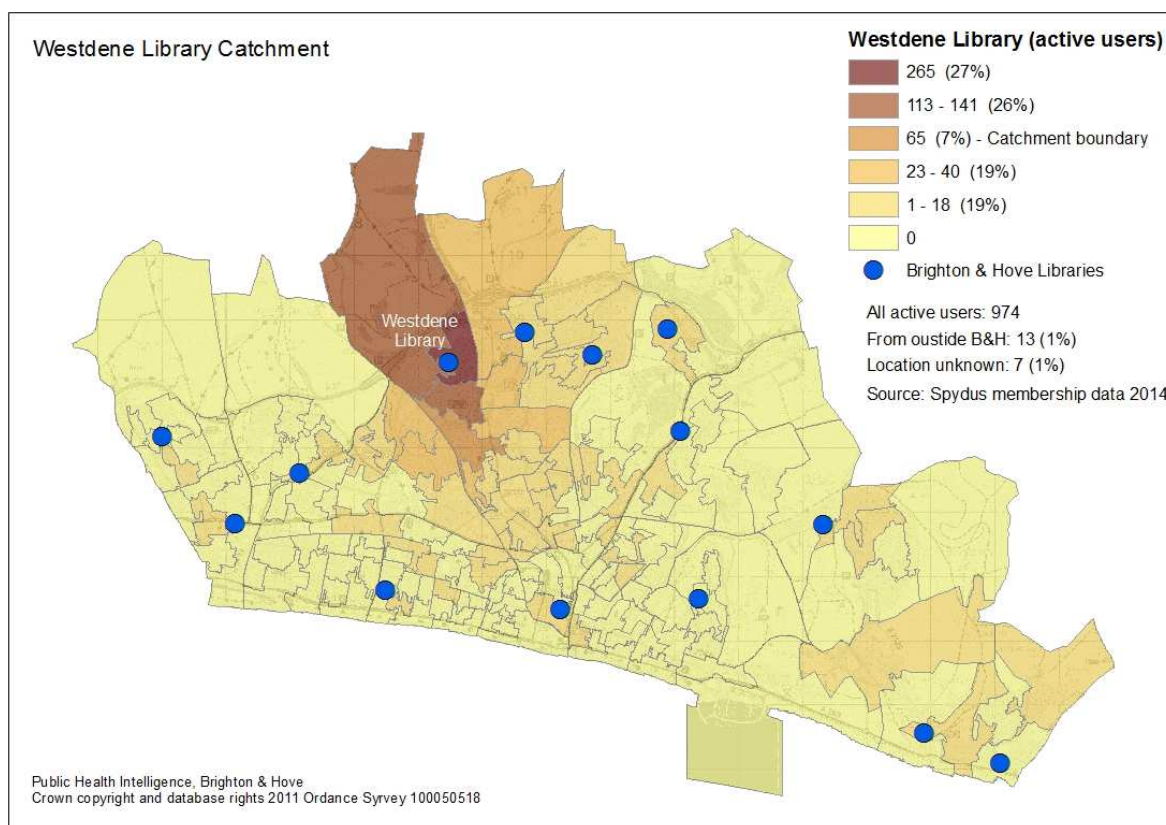 Westdene Library Catchment
Westdene Library (active users)
265 (27%)
113 - 141 (26%)
65 (7%) - Catchment boundary
23 - 40 (19%)
1 - 18 (19%)
0
Brighton & Hove Libraries
All active users: 974
From oustide B&H: 13 (1%)
Location unknown: 7 (1%)
Source: Spydus membership data 2014
Westdene
Library
Public Health Intelligence, Brighton & Hove
Crown copyright and database rights 2011 Ordance Syrvey 100050518